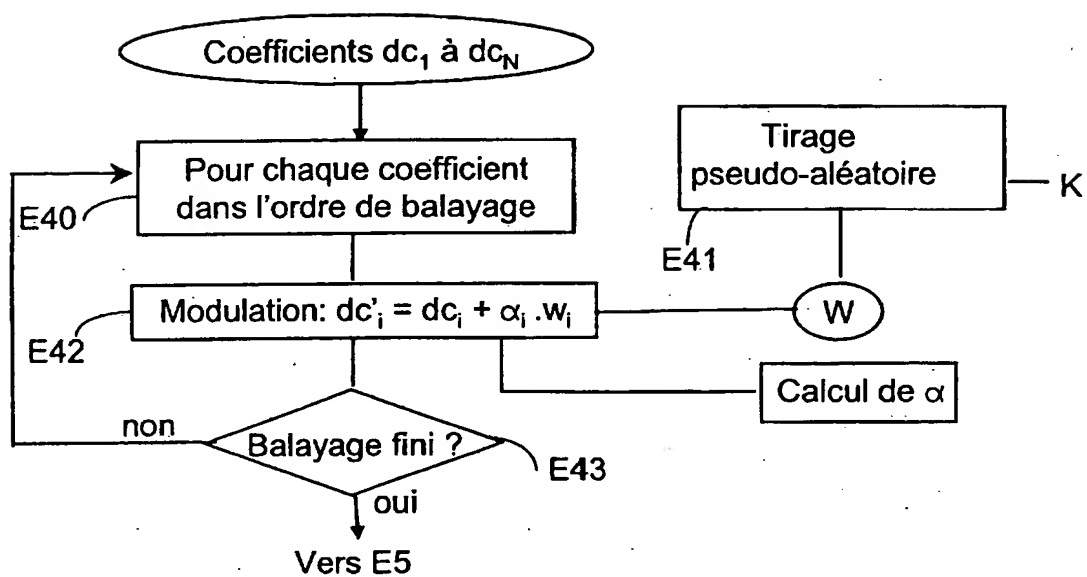 Coefficients dc₁ à dc_N
Pour chaque coefficient
dans l'ordre de balayage
E40
Tirage
pseudo-aléatoire
K
E41
Modulation: dc'ᵢ = dcᵢ + αᵢ .wᵢ
W
E42
Calcul de α
non
Balayage fini ?
E43
oui
Vers E5